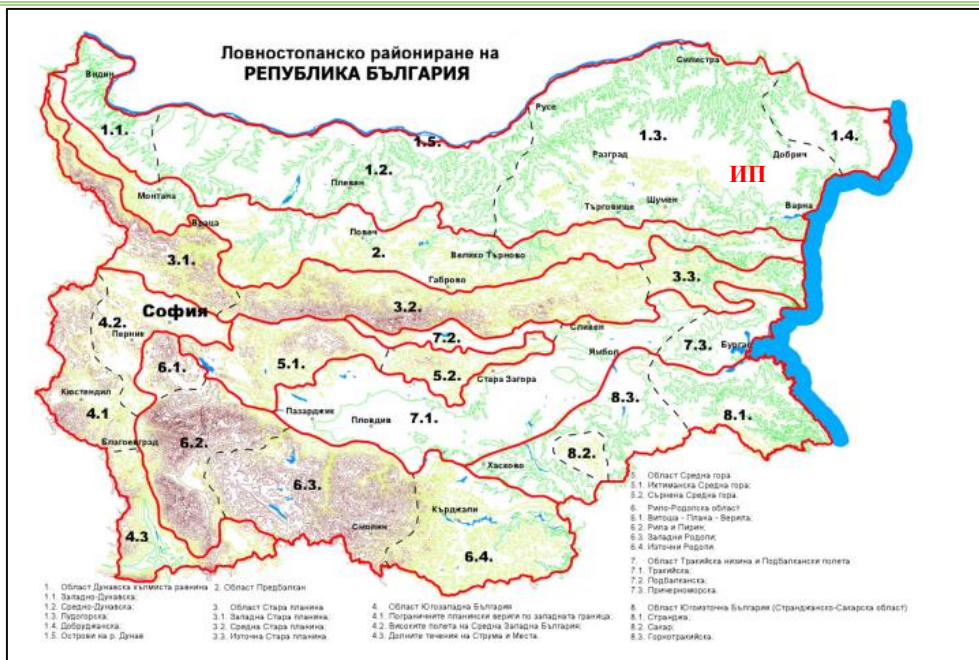 Ловностопанско райониране на
РЕПУБЛИКА БЪЛГАРИЯ
Видин
Силистра
Русе
1.1.
1.5.
1.3.
1.4.
1.2.
Разград
Добрич
Плевен
ИП
Монтана
Търговище
Шумен
Варна
Враца
Ловеч
2.
Велико Търново
3.1.
Габрово
3.3.
3.2.
София
4.2.
Перник
7.2.
Сливен
7.3.
Бургас
6.1.
5.1.
Ямбол
5.2.
Стара Загора
Кюстендил
4.1
Пазарджик
Пловдив
7.1.
8.3.
8.1.
Благоевград
6.2.
8.2.
Хасково
6.3.
Кърджали
Смолян
4.3
6.4.
5. Област Средна гора
5.1. Ихтиманска Средна гора;
5.2. Сърнена Средна гора.
6. Рило-Родопска област
6.1. Витоша - Плана - Верила;
6.2. Рила и Пирин;
6.3. Западни Родопи;
6.4. Източни Родопи.
7. Област Тракийска низина и Подбалкански полета
7.1. Тракийска;
7.2. Подбалканска;
7.3. Причерноморска.
8. Област Югоизточна България (Странджанско-Сакарска област)
8.1. Странджа;
8.2. Сакар;
8.3. Горнотракийска.
1. Област Дунавска хълмиста равнина
1.1. Западно-Дунавска;
1.2. Средно-Дунавска;
1.3. Лудогорска;
1.4. Добруджанска;
1.5. Острови на р. Дунав
2. Област Предбалкан
3. Област Стара планина
3.1. Западна Стара планина;
3.2. Средна Стара планина;
3.3. Източна Стара планина.
4. Област Югозападна България
4.1. Пограничните планински вериги по западната граница;
4.2. Високите полета на Средна Западна България;
4.3. Долните течения на Струма и Места.